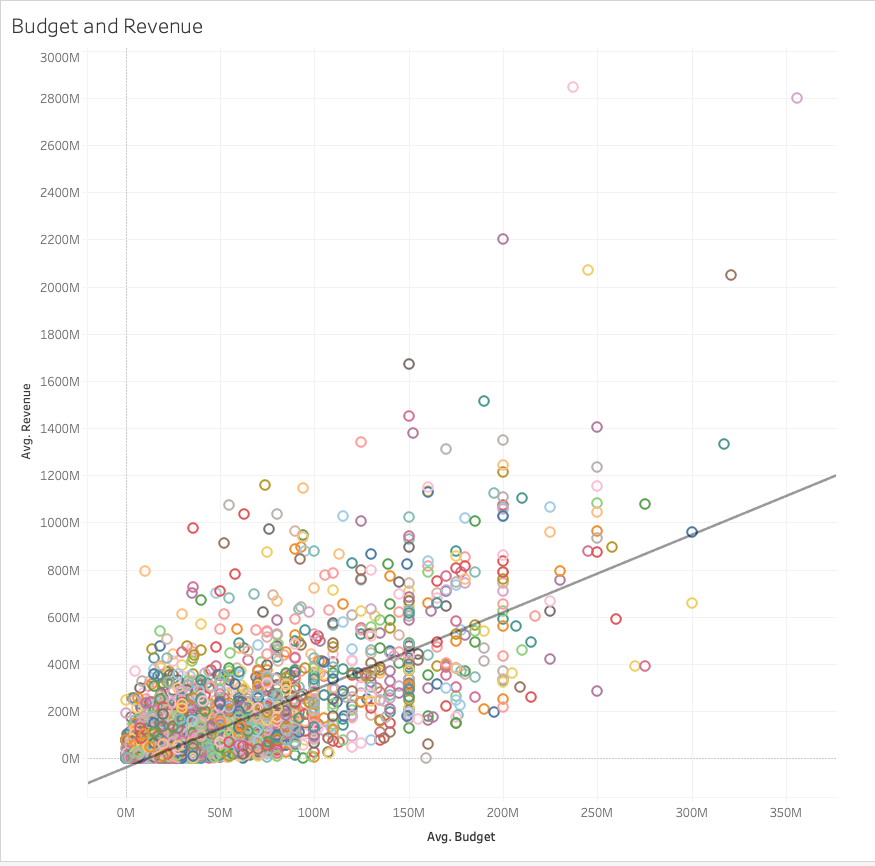 Budget and Revenue
3000M
2800M
2600M
2400M
2200M
2000M
1800M
1600M
1400M
1200M
1000M
800M
600M
400M
200M
0M
Avg. Revenue
0M 50M 100M 150M 200M 250M 300M 350M
Avg. Budget